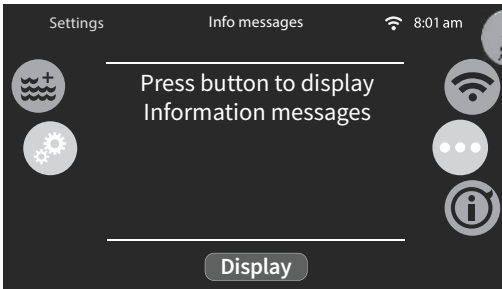 Settings
Info messages
8:01 am
Press button to display
Information messages
Display